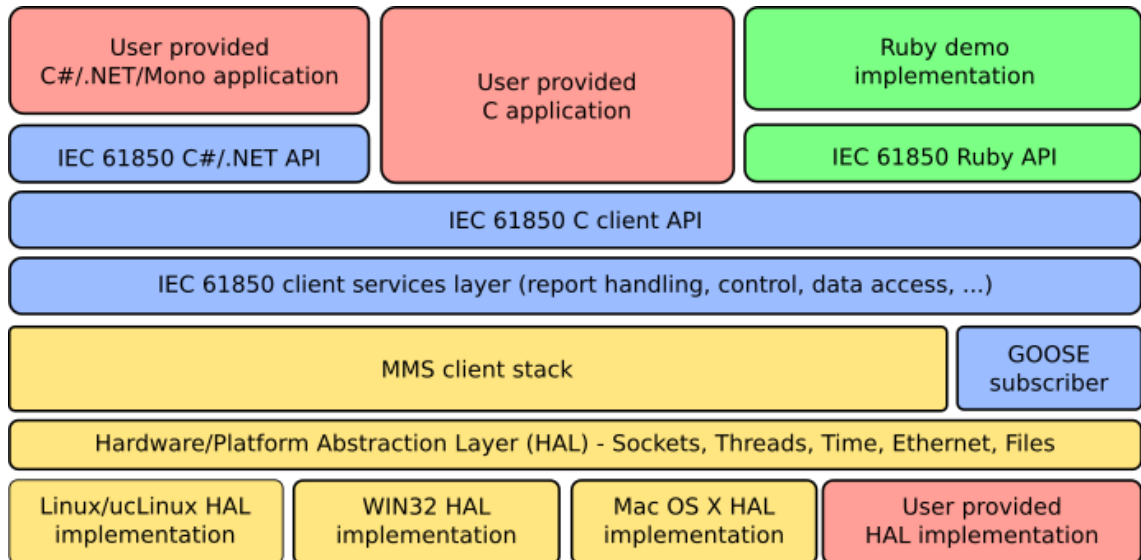 User provided
C#/.NET/Mono application
User provided
C application
Ruby demo
implementation
IEC 61850 C#/.NET API
IEC 61850 Ruby API
IEC 61850 C client API
IEC 61850 client services layer (report handling, control, data access, ...)
MMS client stack
GOOSE
subscriber
Hardware/Platform Abstraction Layer (HAL) - Sockets, Threads, Time, Ethernet, Files
Linux/ucLinux HAL
implementation
WIN32 HAL
implementation
Mac OS X HAL
implementation
User provided
HAL implementation